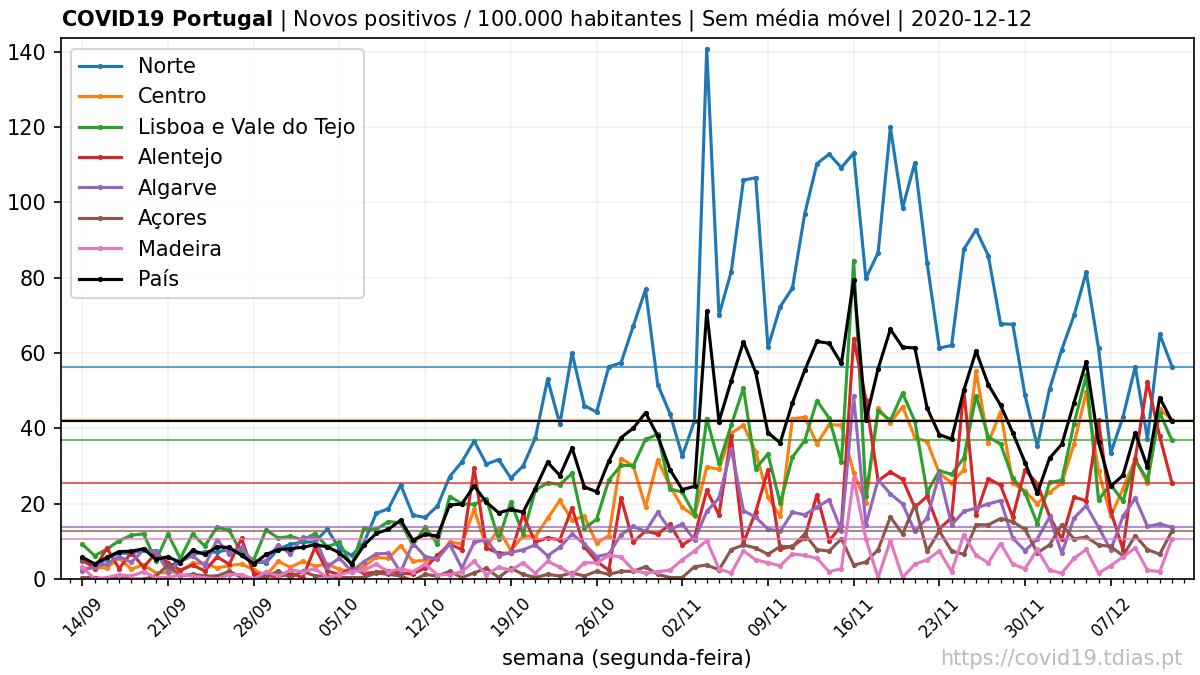 COVID19 Portugal | Novos positivos / 100.000 habitantes | Sem média móvel | 2020-12-12
140
120
100
80
60
40
20
0
Norte
Centro
Lisboa e Vale do Tejo
Alentejo
Algarve
Açores
Madeira
País
14/09
21/09
28/09
05/10
12/10
19/10
26/10
02/11
09/11
16/11
23/11
30/11
07/12
semana (segunda-feira)
https://covid19.tdias.pt